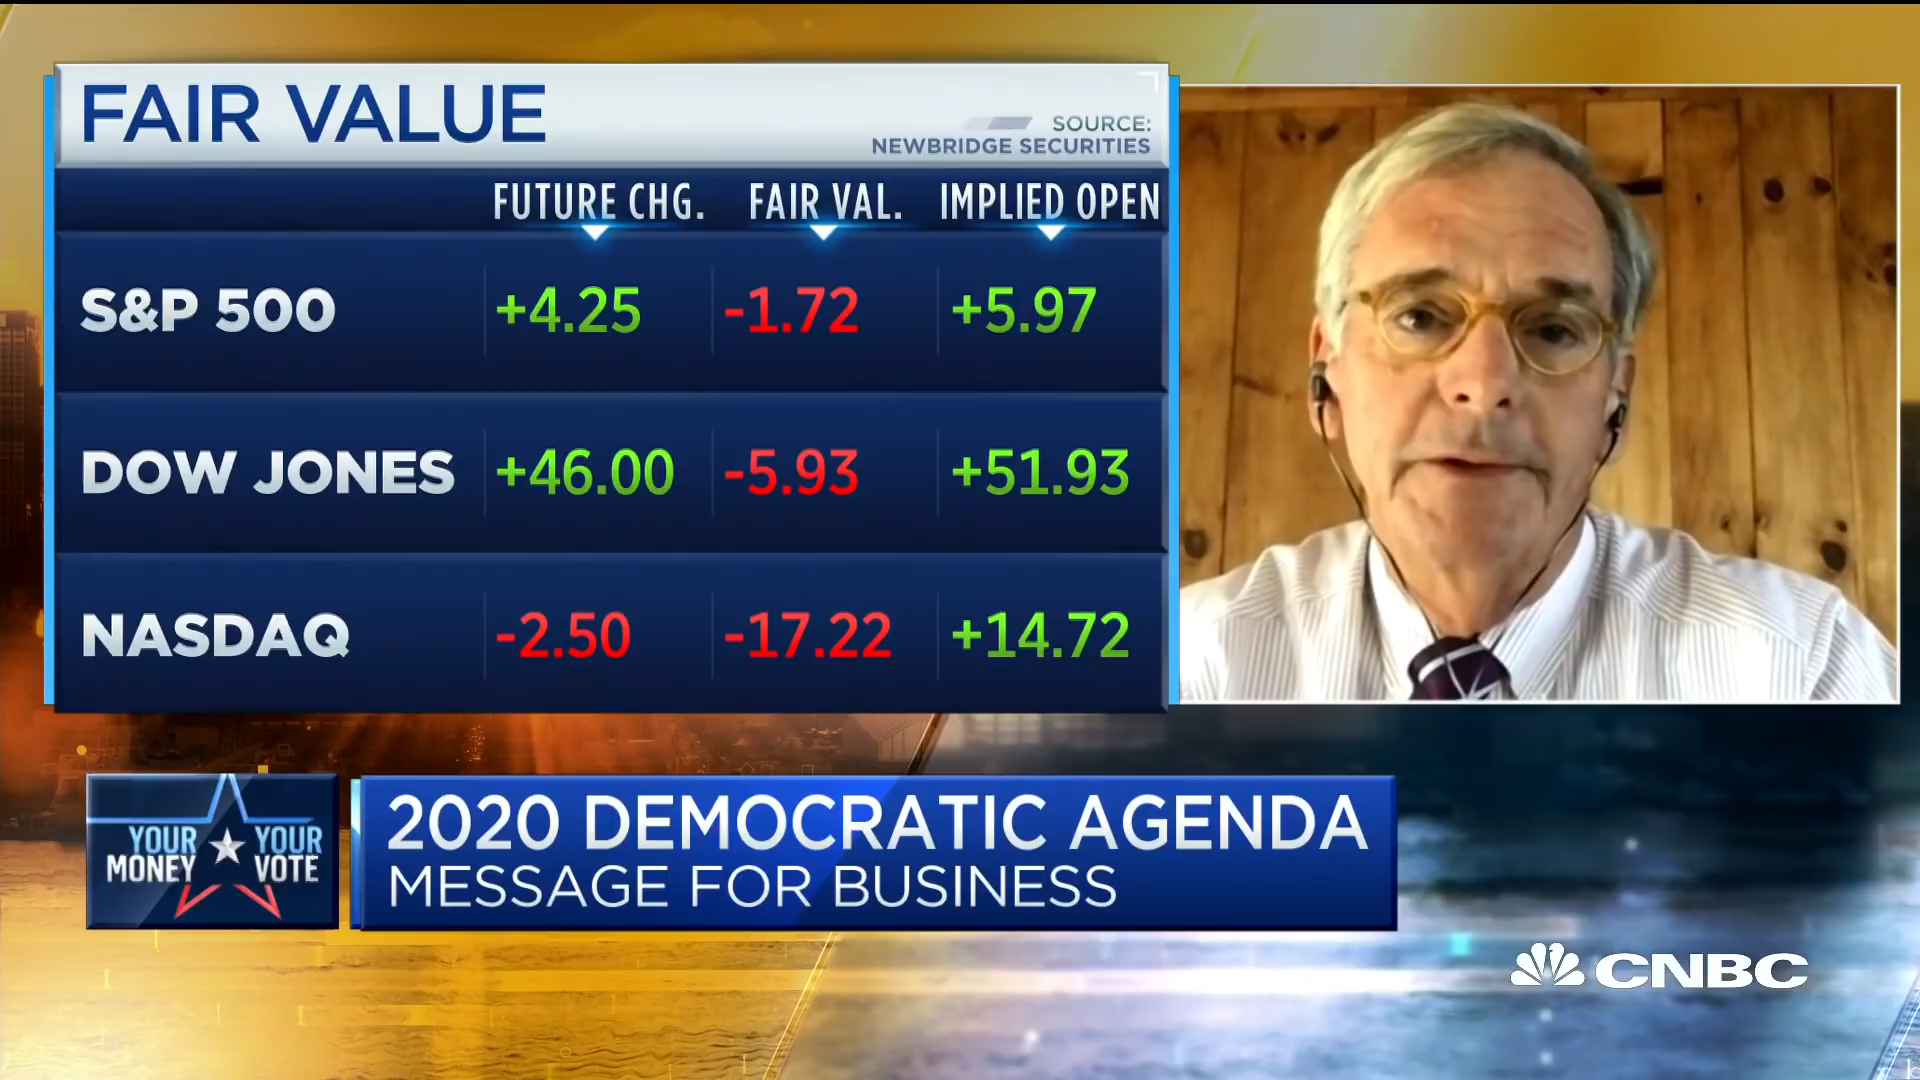 FAIR VALUE
SOURCE:
NEWBRIDGE SECURITIES
FUTURE CHG. FAIR VAL. IMPLIED OPEN
S&P 500 +4.25 -1.72 +5.97
DOW JONES +46.00 -5.93 +51.93
NASDAQ -2.50 -17.22 +14.72
YOUR YOUR
MONEY VOTE
2020 DEMOCRATIC AGENDA
MESSAGE FOR BUSINESS
CNBC